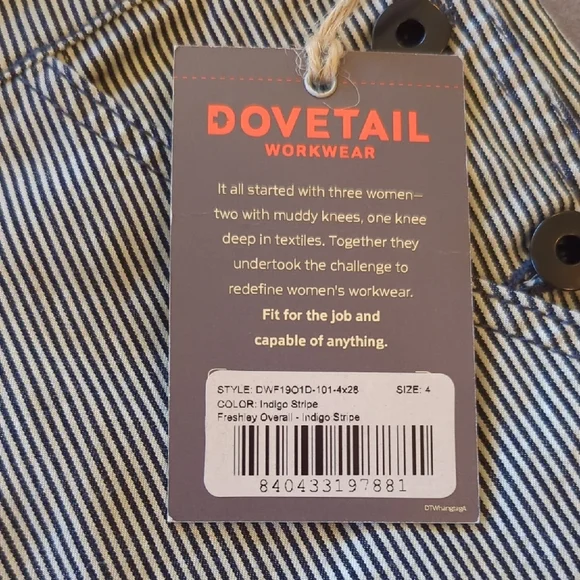 DOVETAIL
WORKWEAR
It all started with three women—
two with muddy knees, one knee
deep in textiles. Together they
undertook the challenge to
redefine women's workwear.
Fit for the job and
capable of anything.
STYLE: DWF19O1D-101-4x28 SIZE: 4
COLOR: Indigo Stripe
Freshley Overall - Indigo Stripe
840433197881
DTWhangtagA